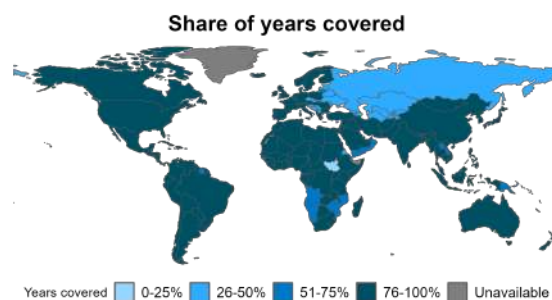 Share of years covered
Years covered 0-25% 26-50% 51-75% 76-100% Unavailable